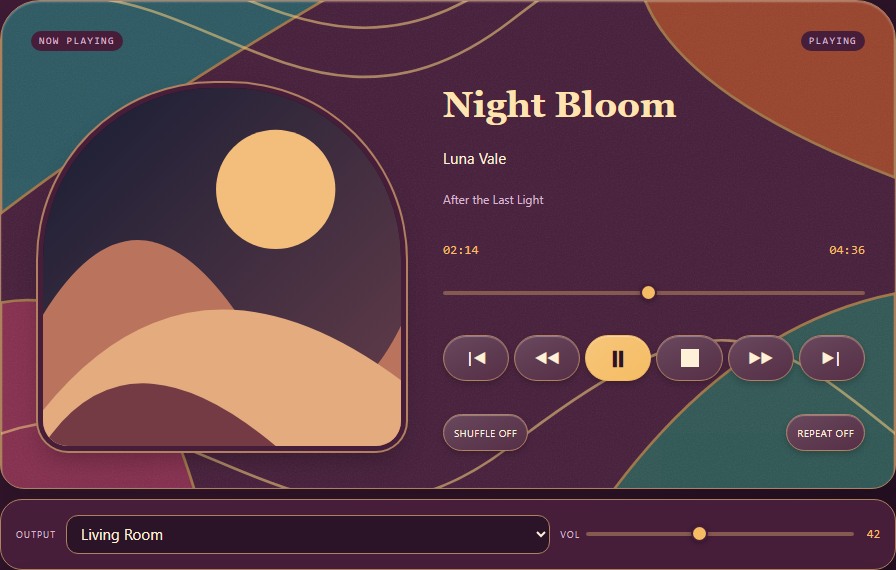 NOW PLAYING
PLAYING
Night Bloom
Luna Vale
After the Last Light
02:14
04:36
SHUFFLE OFF
REPEAT OFF
OUTPUT
Living Room
VOL
42